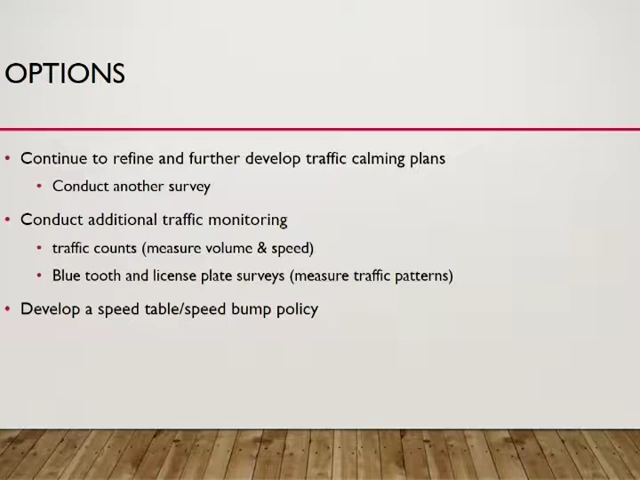 OPTIONS
• Continue to refine and further develop traffic calming plans
• Conduct another survey
• Conduct additional traffic monitoring
• traffic counts (measure volume & speed)
• Blue tooth and license plate surveys (measure traffic patterns)
• Develop a speed table/speed bump policy